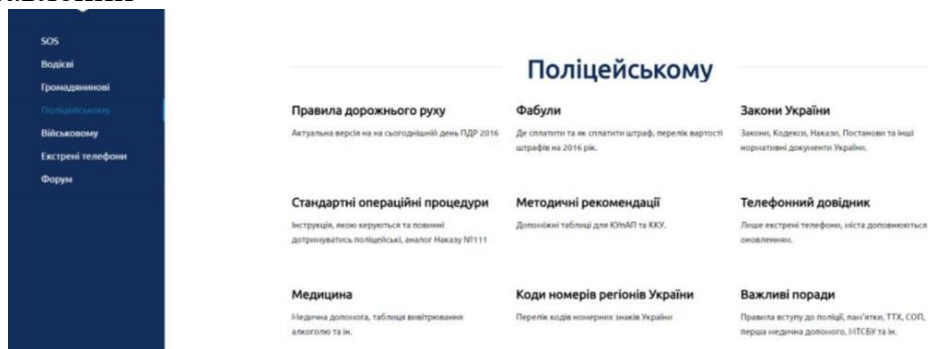 SOS
Водієві
Громадянинові
Поліцейському
Військовому
Екстрені телефони
Форум
Поліцейському
Правила дорожнього руху
Актуальна версія на на сьогоднішній день ПДР 2016
Фабули
Де сплатити та як сплатити штраф, перелік вартості
штрафів на 2016 рік.
Закони України
Закони, Кодекси, Накази, Постанови та інші
нормативні документи України.
Стандартні операційні процедури
Інструкція, якою керуються та повинні
дотримуватись поліцейські, аналог Наказу №111
Методичні рекомендації
Допоміжні таблиці для КУпАП та ККУ.
Телефонний довідник
Лише екстрені телефони, міста доповнюються
оновленням.
Медицина
Медична допомога, таблиця вивітрювання
алкоголю та ін.
Коди номерів регіонів України
Перелік кодів номерних знаків України
Важливі поради
Правила вступу до поліції, пам'ятки, ТТХ, СОП,
перша медична допомого, МТСБУ та ін.